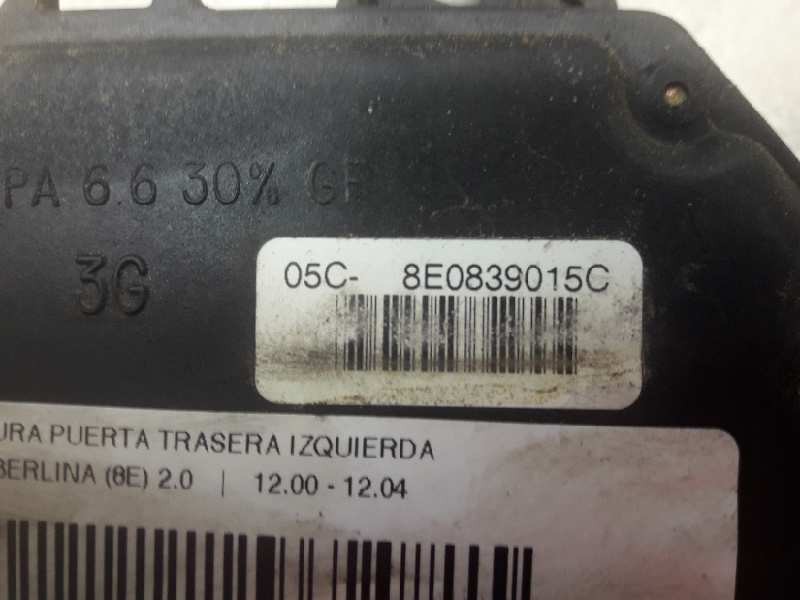 PA 6.6 30% GF
3G
05C- 8E0839015C
URA PUERTA TRASERA IZQUIERDA
BERLINA (8E) 2.0 | 12.00 - 12.04